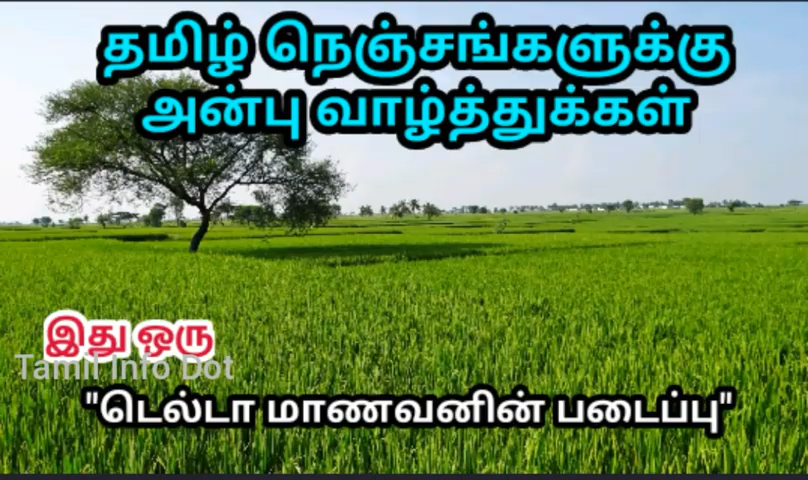 தமிழ் நெஞ்சங்களுக்கு
அன்பு வாழ்த்துக்கள்
இது ஒரு
Tamil Info Dot
"டெல்டா மாணவனின் படைப்பு"